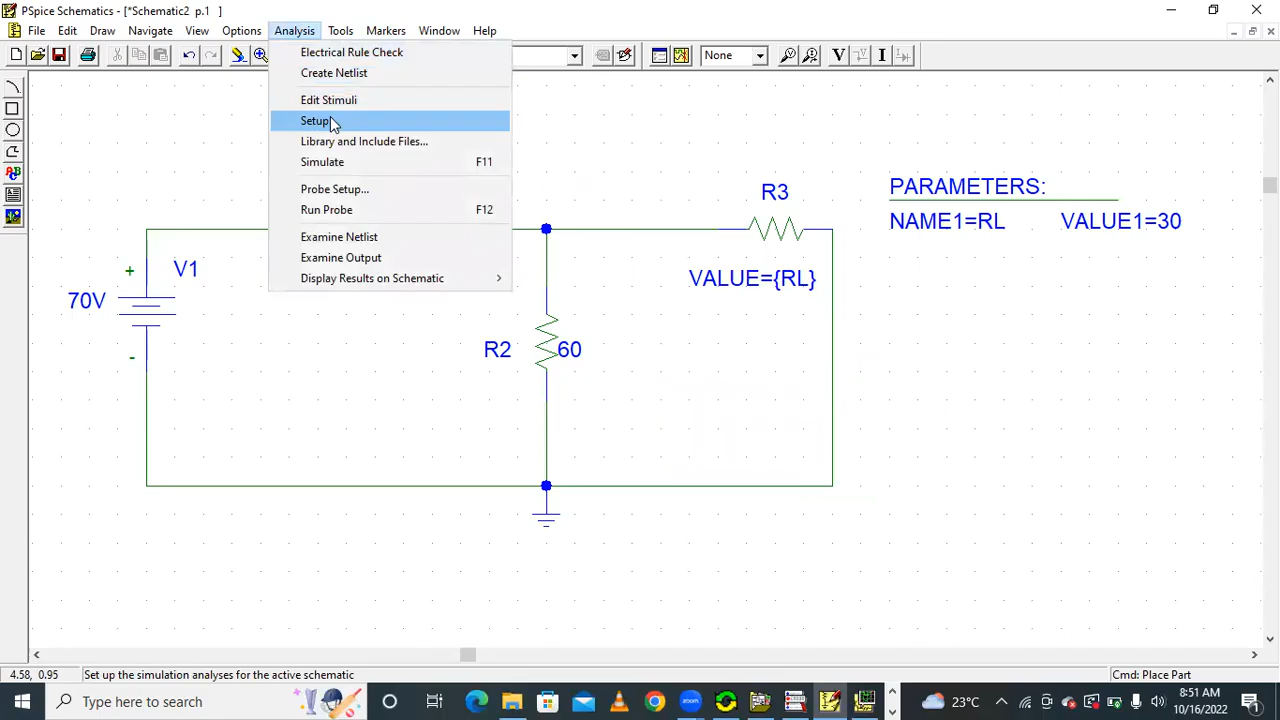 PSpice Schematics - [*Schematic2 p.1 ]
File Edit Draw Navigate View Options Analysis Tools Markers Window Help
None
V I
Electrical Rule Check
Create Netlist
Edit Stimuli
Setup
Library and Include Files...
Simulate F11
Probe Setup...
Run Probe F12
Examine Netlist
Examine Output
Display Results on Schematic
R3
PARAMETERS:
NAME1=RL VALUE1=30
+ V1
70V
VALUE={RL}
-
R2 60
4.58, 0.95 Set up the simulation analyses for the active schematic Cmd: Place Part
Type here to search
zoom
23°C
8:51 AM
10/16/2022
1